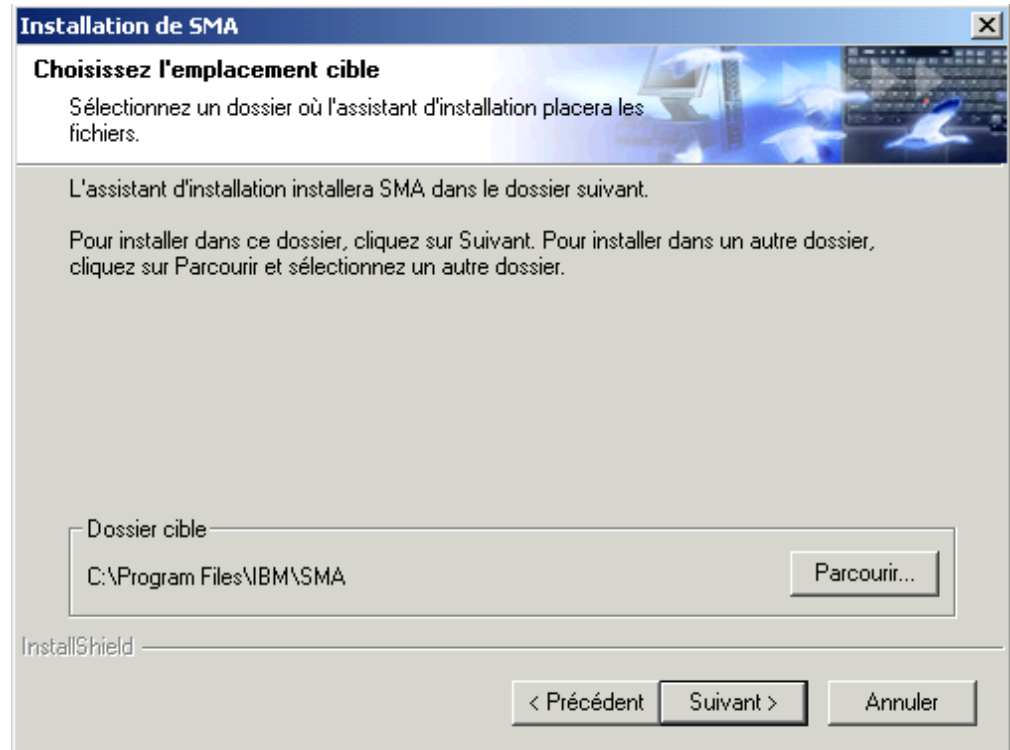 Installation de SMA
Choisissez l'emplacement cible
Sélectionnez un dossier où l'assistant d'installation placera les
fichiers.
L'assistant d'installation installera SMA dans le dossier suivant.
Pour installer dans ce dossier, cliquez sur Suivant. Pour installer dans un autre dossier,
cliquez sur Parcourir et sélectionnez un autre dossier.
Dossier cible
C:\Program Files\IBM\SMA
Parcourir...
InstallShield
< Précédent
Suivant >
Annuler